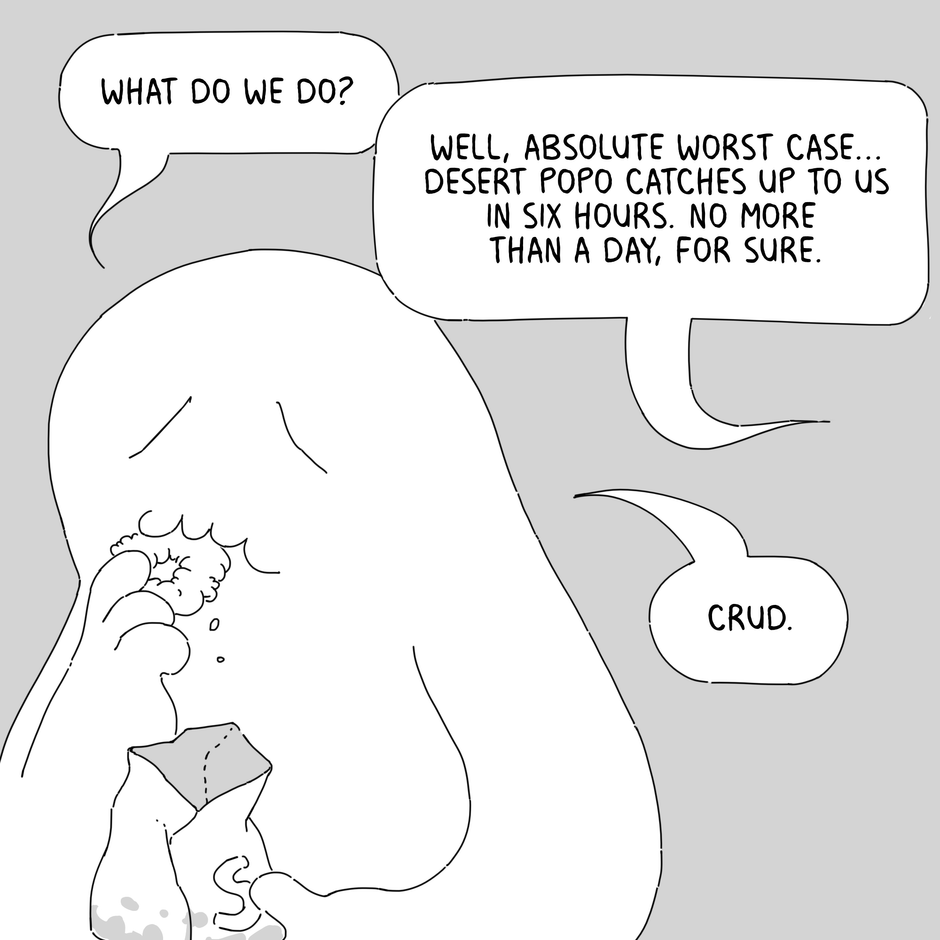 WHAT DO WE DO?
WELL, ABSOLUTE WORST CASE...
DESERT POPO CATCHES UP TO US
IN SIX HOURS. NO MORE
THAN A DAY, FOR SURE.
CRUD.
S